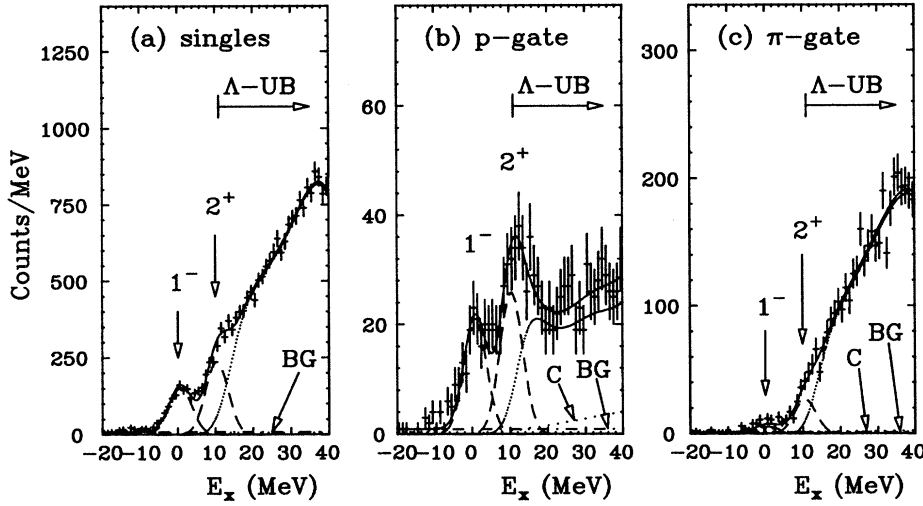 (a) singles
Λ-UB
2⁺
1⁻
BG
1250
1000
750
500
250
0
-20
-10
0
10
20
30
40
Counts/MeV
Eₓ (MeV)
(b) p-gate
Λ-UB
2⁺
1⁻
C
BG
60
40
20
0
-20
-10
0
10
20
30
40
Eₓ (MeV)
(c) π-gate
Λ-UB
2⁺
1⁻
C
BG
300
200
100
0
-20
-10
0
10
20
30
40
Eₓ (MeV)